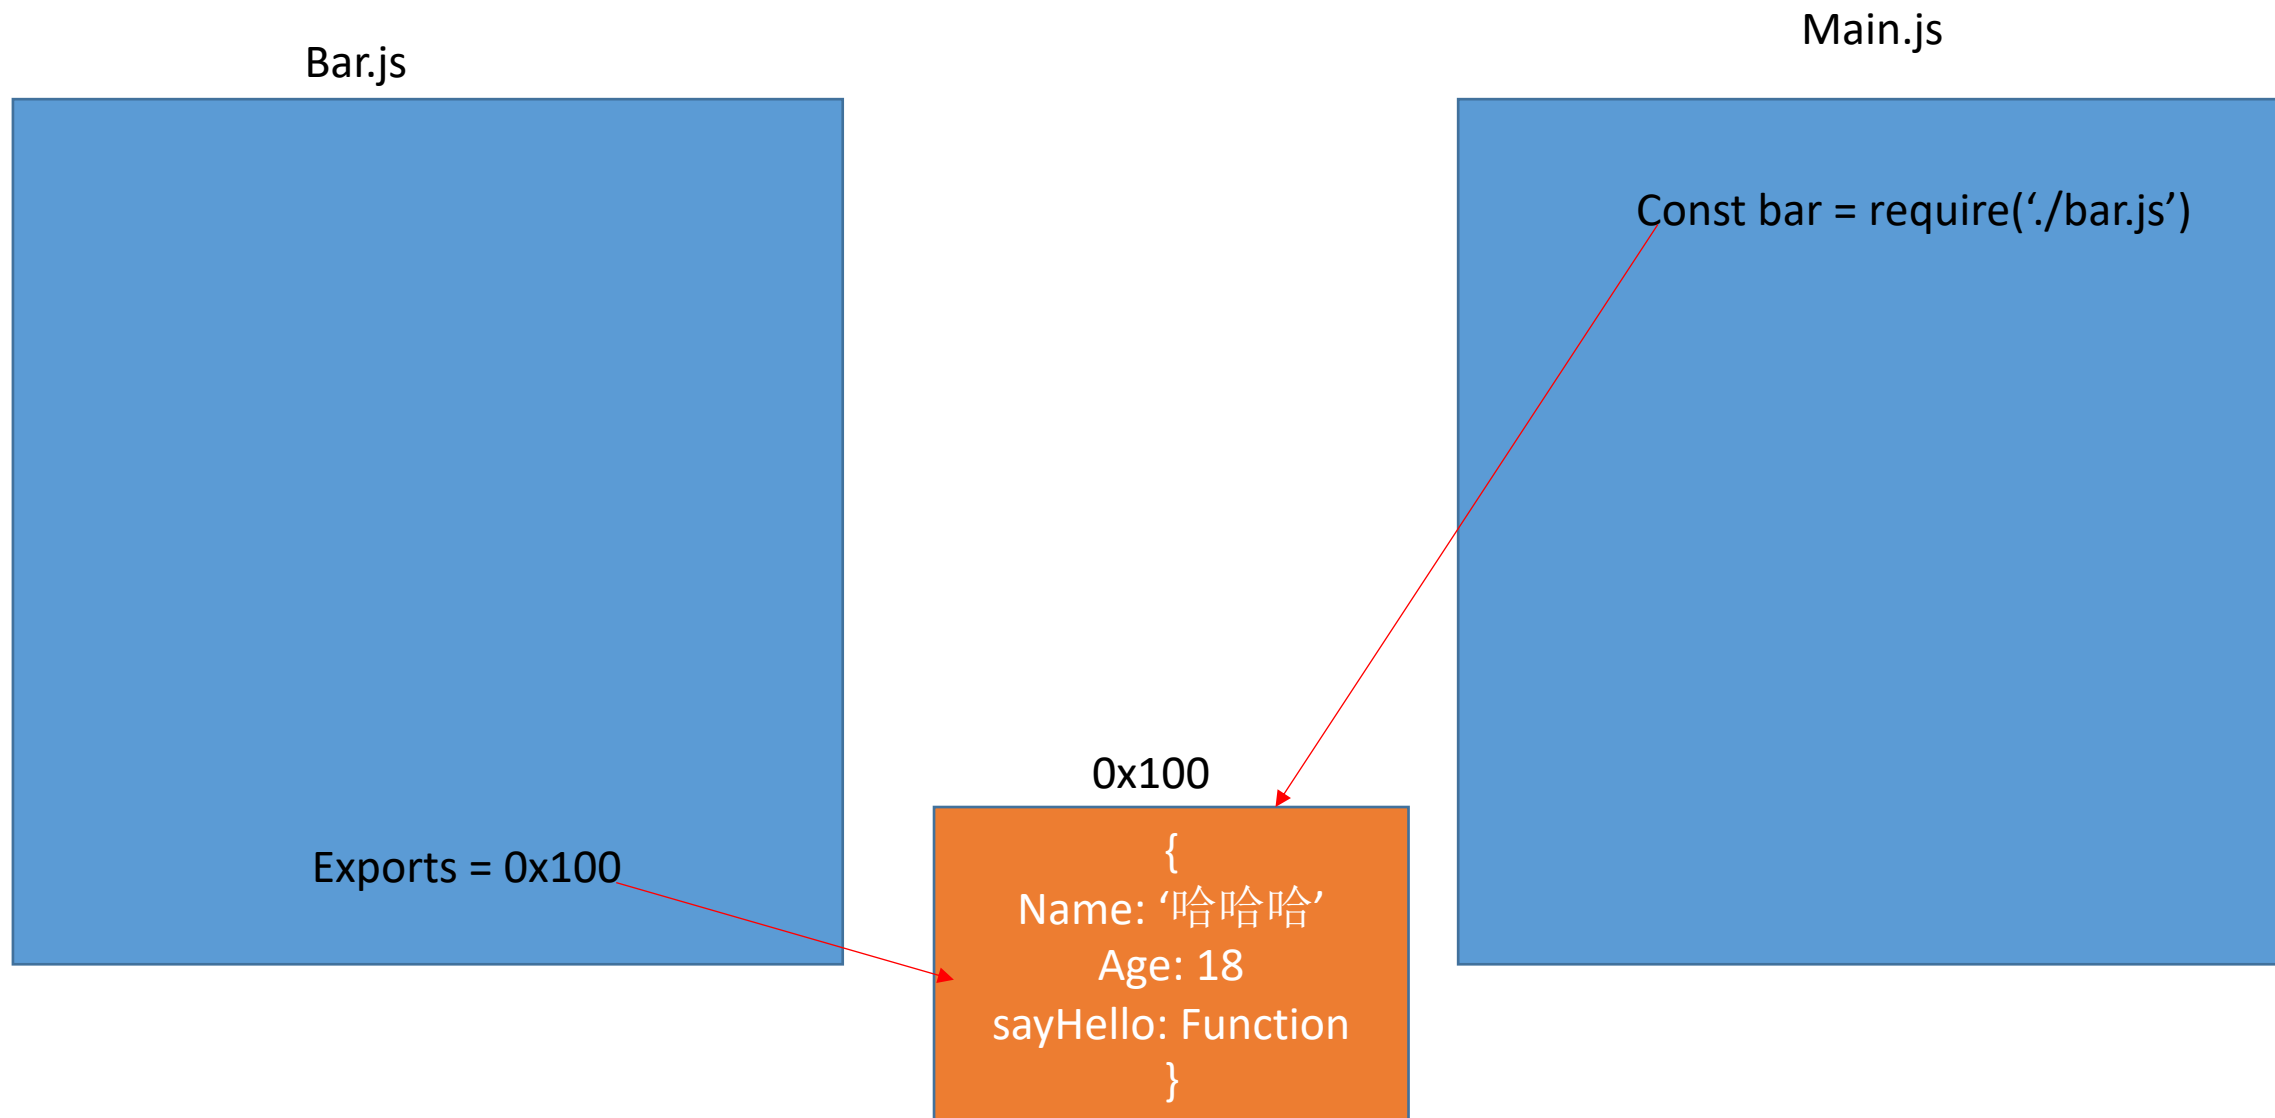 Bar.js
Main.js
Const bar = require(‘./bar.js’)
Exports = 0x100
0x100
{
Name: ‘哈哈哈’
Age: 18
sayHello: Function
}